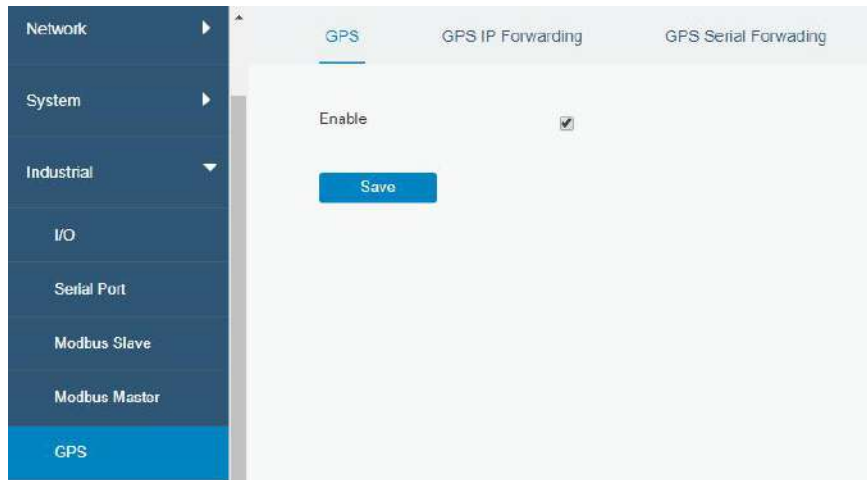 Network
System
Industrial
I/O
Serial Port
Modbus Slave
Modbus Master
GPS
GPS GPS IP Forwarding GPS Serial Forwading
Enable
Save